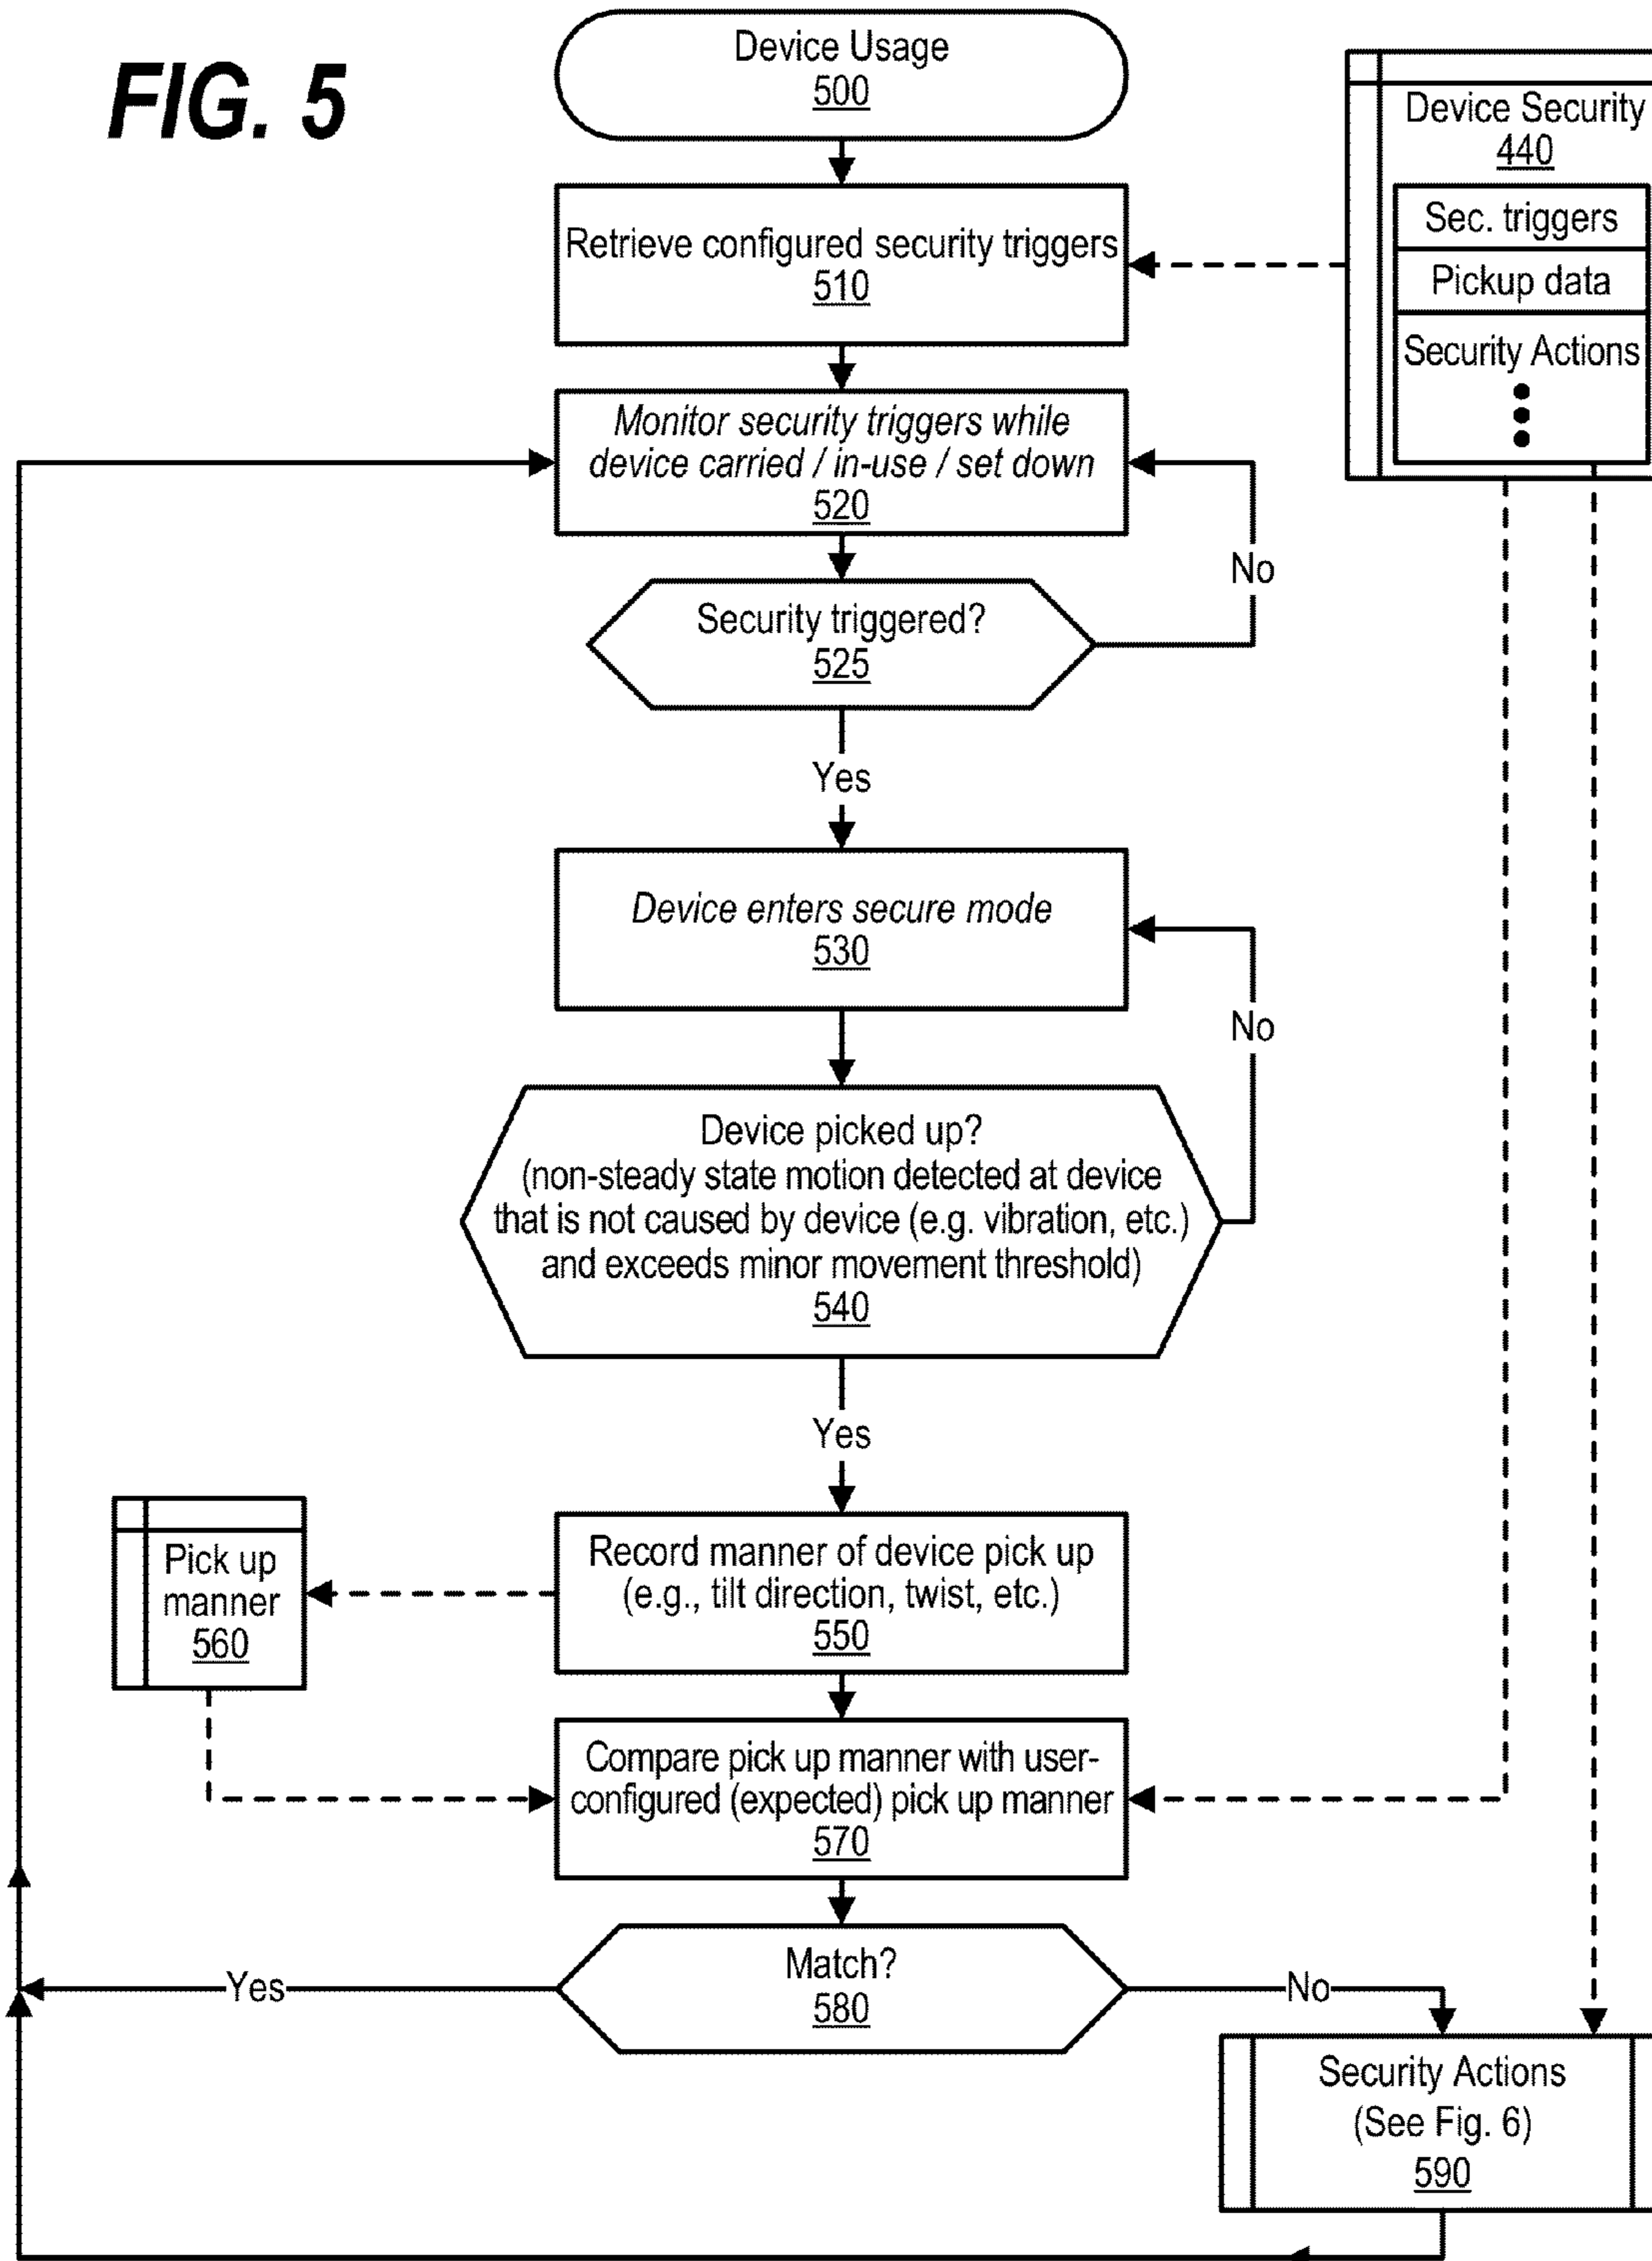 FIG. 5
Device Usage
500
Device Security
440
Sec. triggers
Pickup data
Security Actions
Retrieve configured security triggers
510
Monitor security triggers while
device carried / in-use / set down
520
No
Security triggered?
525
Yes
Device enters secure mode
530
No
Device picked up?
(non-steady state motion detected at device
that is not caused by device (e.g. vibration, etc.)
and exceeds minor movement threshold)
540
Yes
Record manner of device pick up
(e.g., tilt direction, twist, etc.)
550
Pick up
manner
560
Compare pick up manner with user-
configured (expected) pick up manner
570
Match?
580
Yes
No
Security Actions
(See Fig. 6)
590